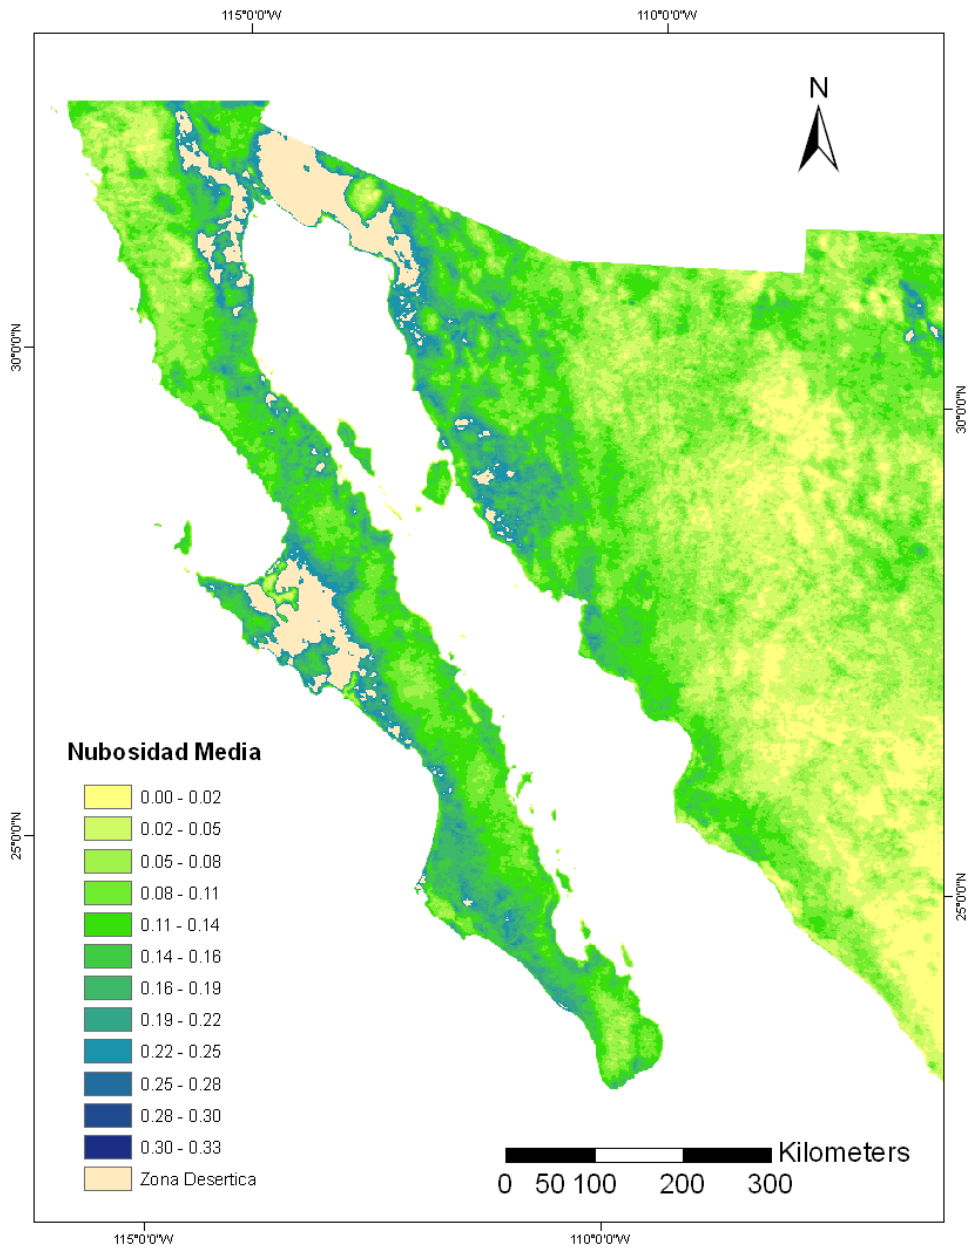 115°0'0"W 110°0'0"W
N
30°0'0"N
30°0'0"N
Nubosidad Media
0.00 - 0.02
0.02 - 0.05
25°0'0"N
0.05 - 0.08
0.08 - 0.11
25°0'0"N
0.11 - 0.14
0.14 - 0.16
0.16 - 0.19
0.19 - 0.22
0.22 - 0.25
0.25 - 0.28
0.28 - 0.30
0.30 - 0.33
Zona Desertica
Kilometers
0 50 100 200 300
115°0'0"W 110°0'0"W